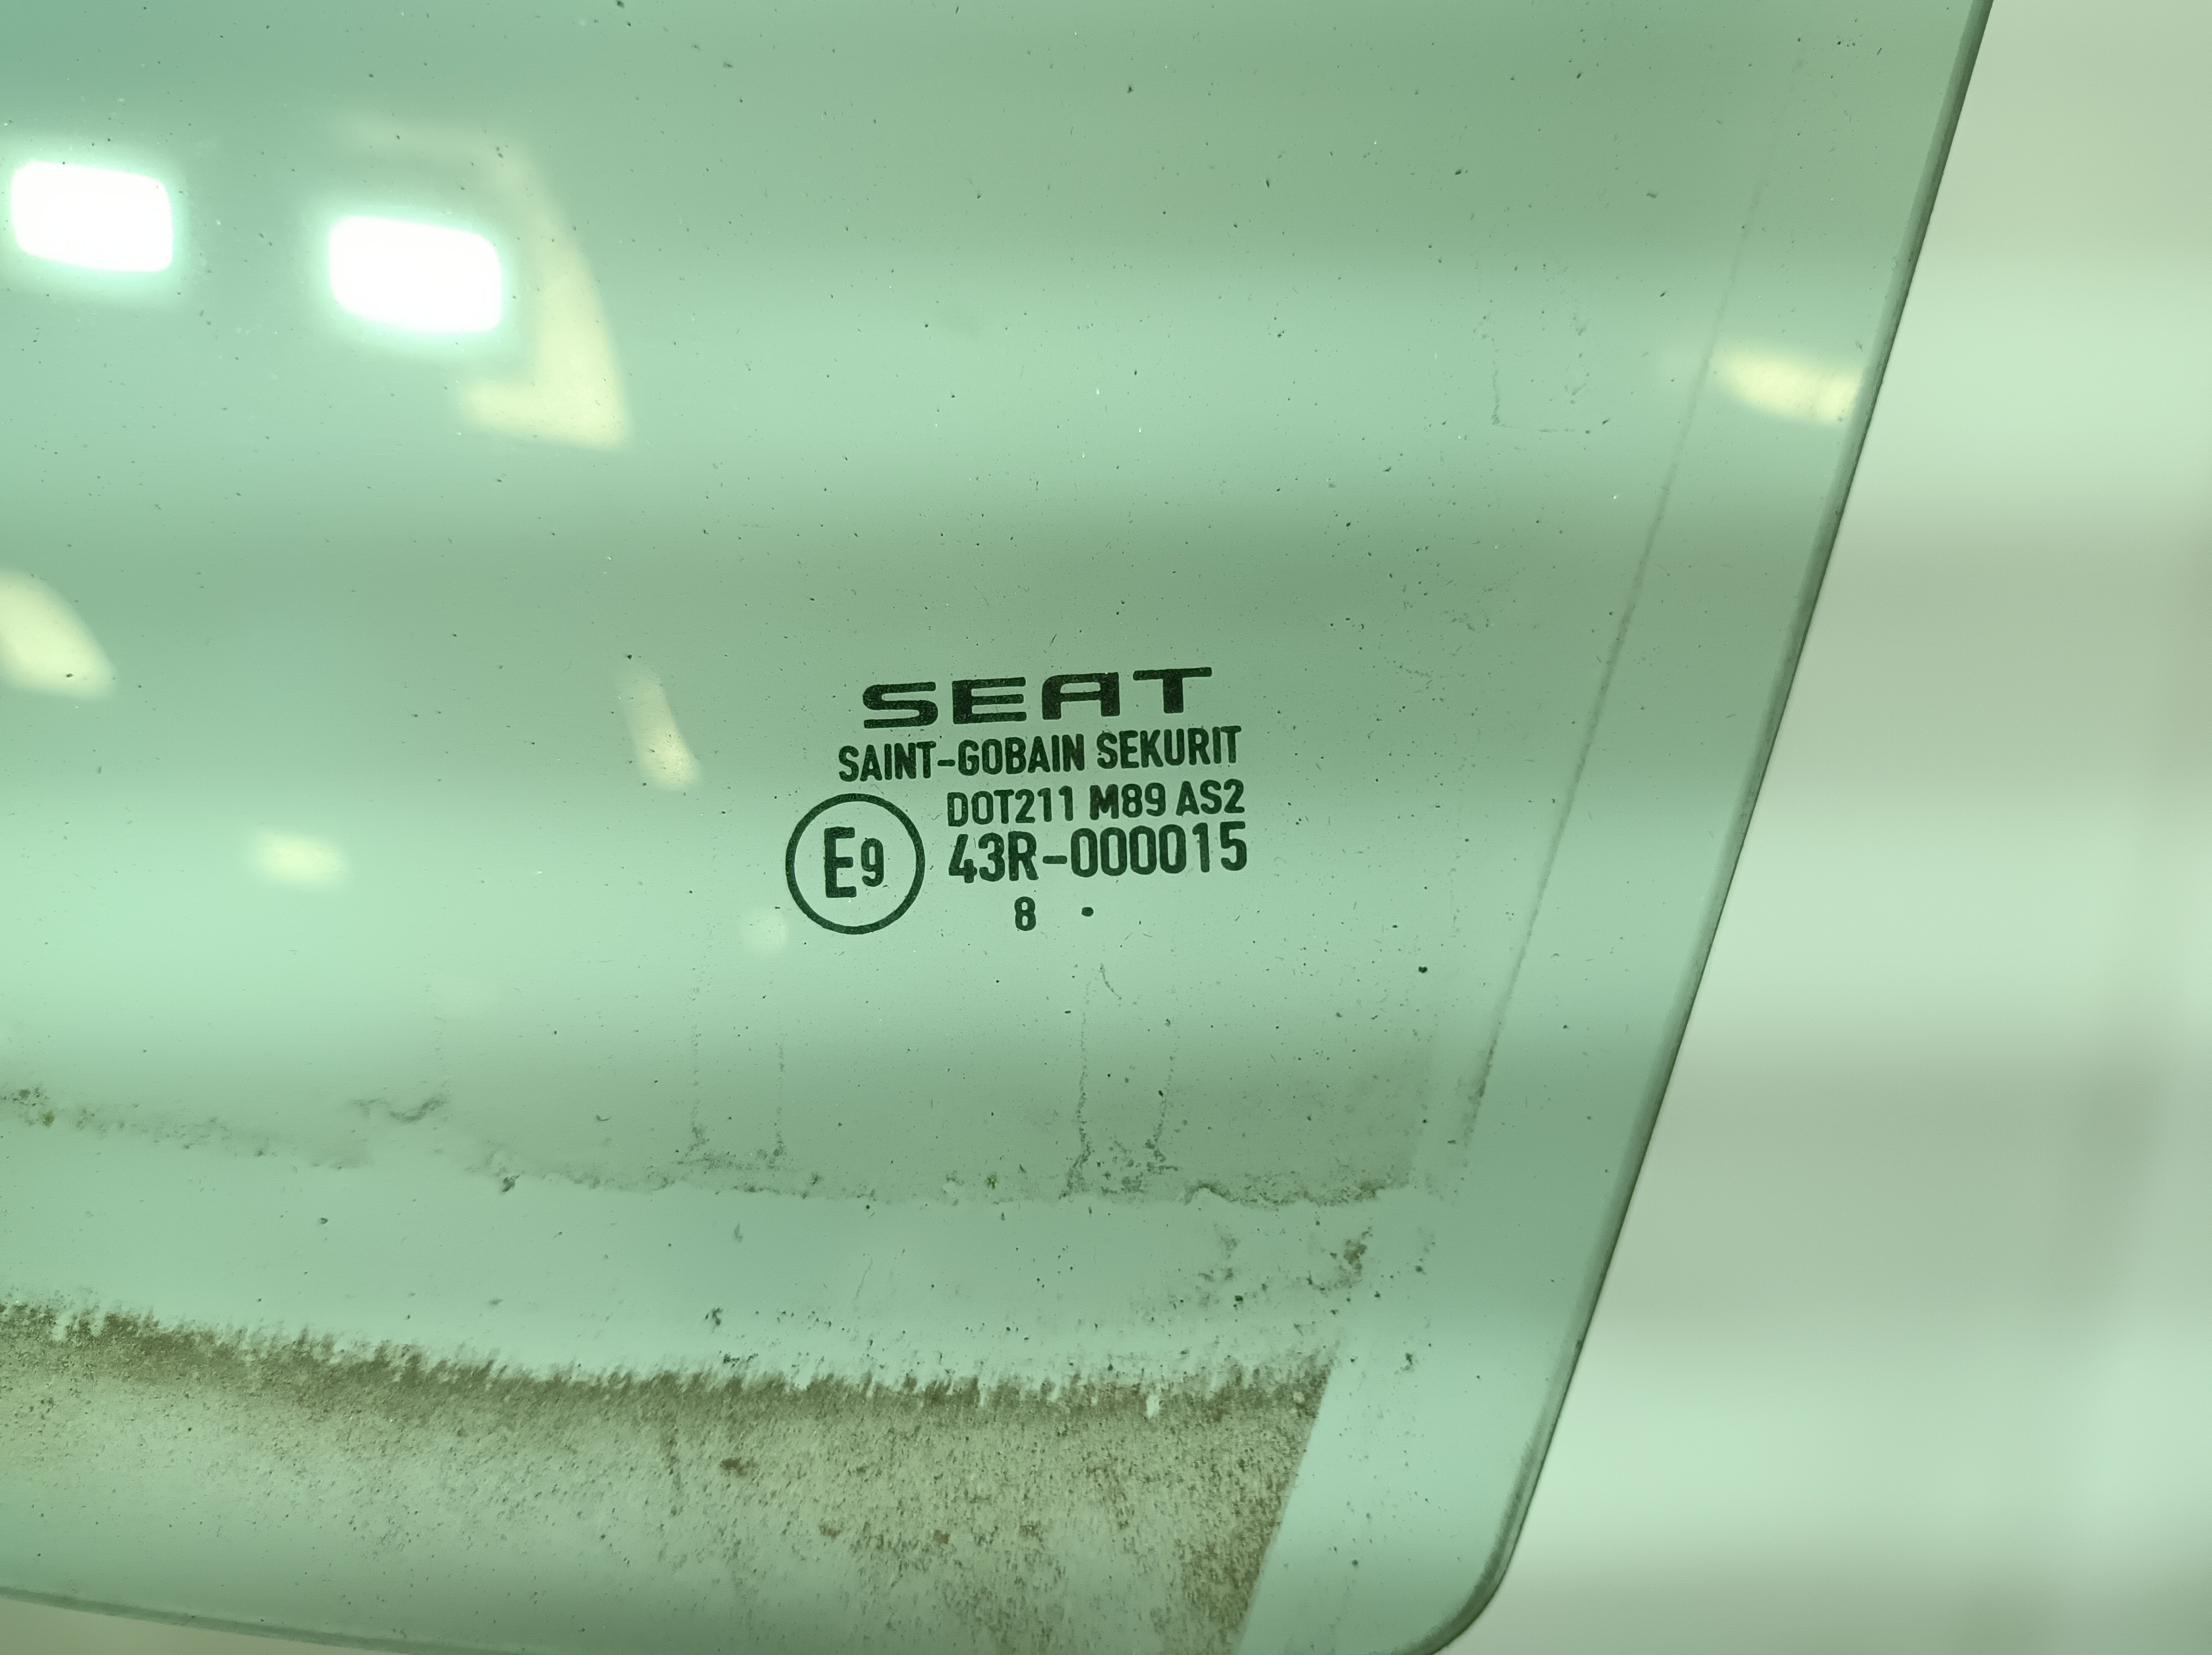 SEAT
SAINT-GOBAIN SEKURIT
DOT211 M89 AS2
E9 43R-000015
8 •